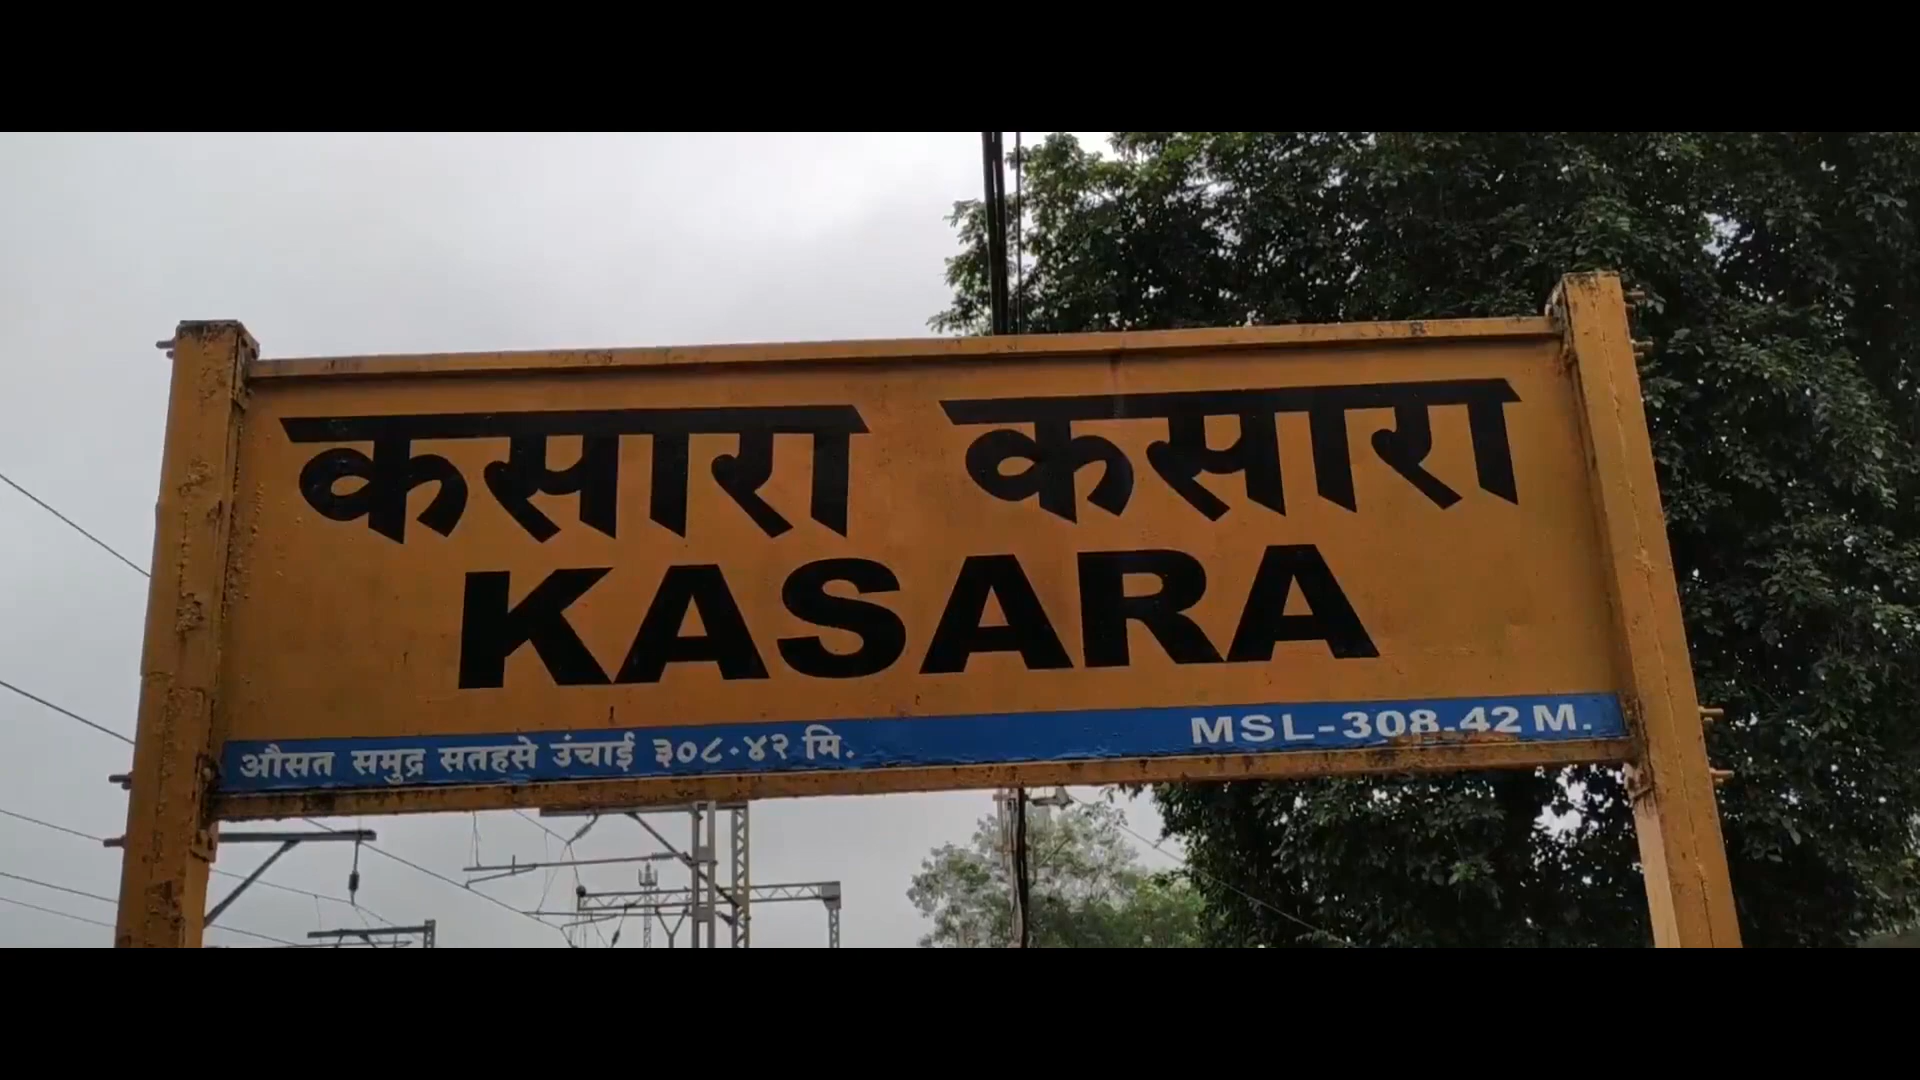 कसारा कसारा
KASARA
औसत समुद्र सतहसे उंचाई ३०८.४२ मि. MSL-308.42 M.